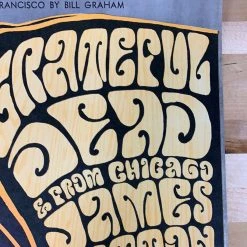 FRANCISCO BY BILL GRAHAM
GRATEFUL
DEAD
& FROM CHICAGO
JAMES